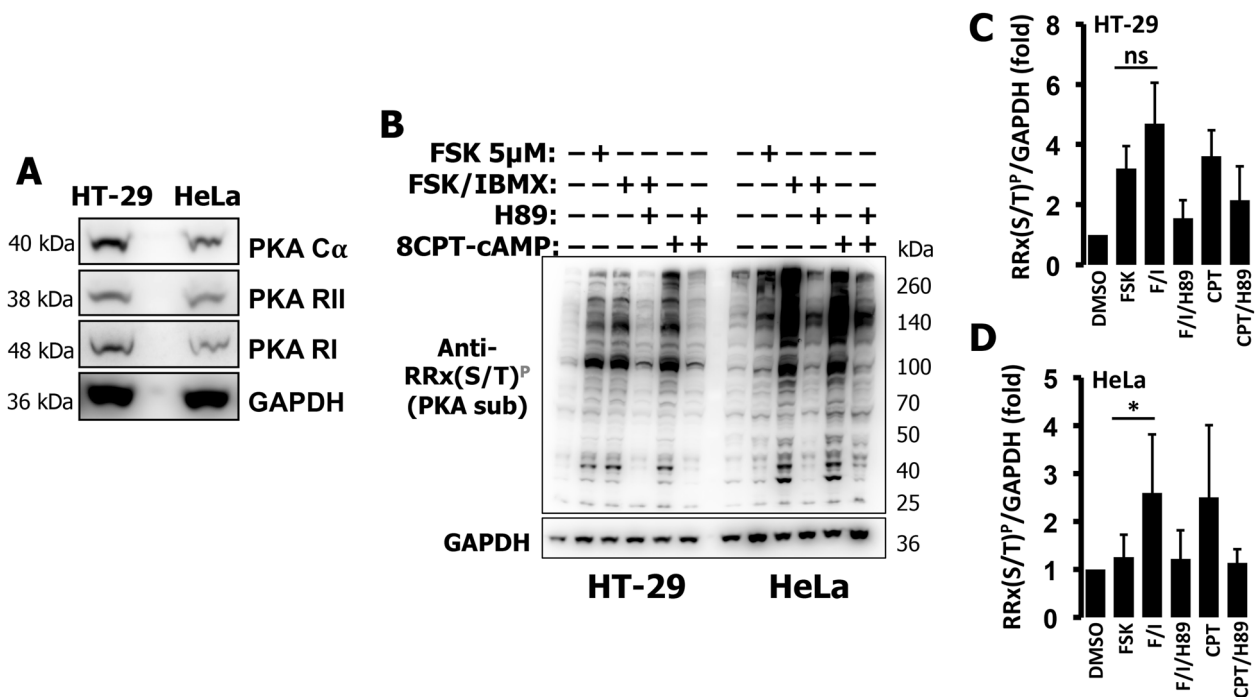 A
HT-29 HeLa
40 kDa PKA Cα
38 kDa PKA RII
48 kDa PKA RI
36 kDa GAPDH
B
FSK 5µM: – + – – – – – + – – – –
FSK/IBMX: – – + + – – – – + + – –
H89: – – – + – + – – – + – +
8CPT-cAMP: – – – – + + – – – – + +
kDa
260
140
Anti-
RRx(S/T)ᴾ
(PKA sub)
100
70
50
40
25
GAPDH 36
HT-29 HeLa
C
HT-29
ns
RRx(S/T)ᴾ/GAPDH (fold)
8
6
4
2
0
DMSO
FSK
F/I
F/I/H89
CPT
CPT/H89
D
HeLa
*
RRx(S/T)ᴾ/GAPDH (fold)
5
4
3
2
1
0
DMSO
FSK
F/I
F/I/H89
CPT
CPT/H89